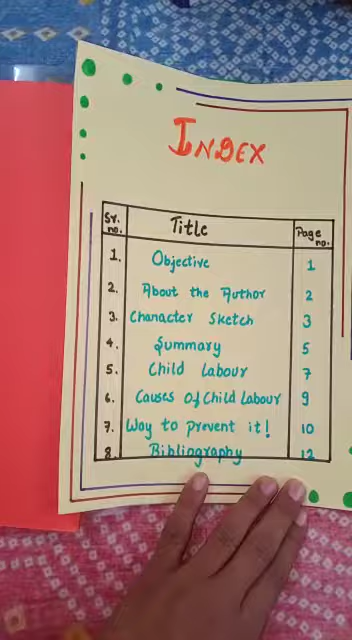 INDEX
Sr. no. Title Page no.
1. Objective 1
2. About the Author 2
3. Character Sketch 3
4. Summary 5
5. Child Labour 7
6. Causes Of Child Labour 9
7. Way to prevent it! 10
8. Bibliography 12